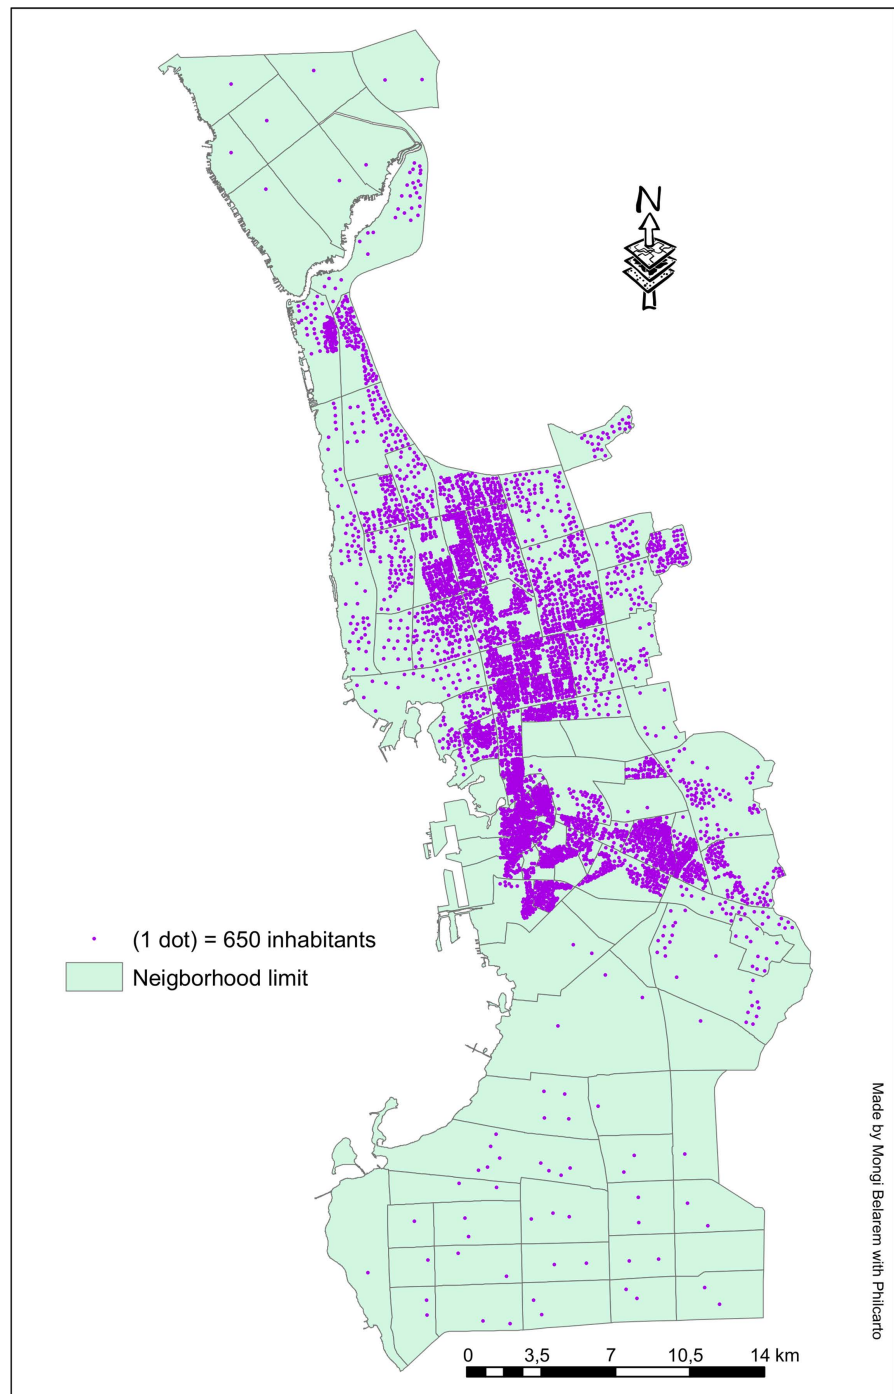 N
(1 dot) = 650 inhabitants
Neigborhood limit
Made by Mongi Belarem with Philcarto
0 3,5 7 10,5 14 km